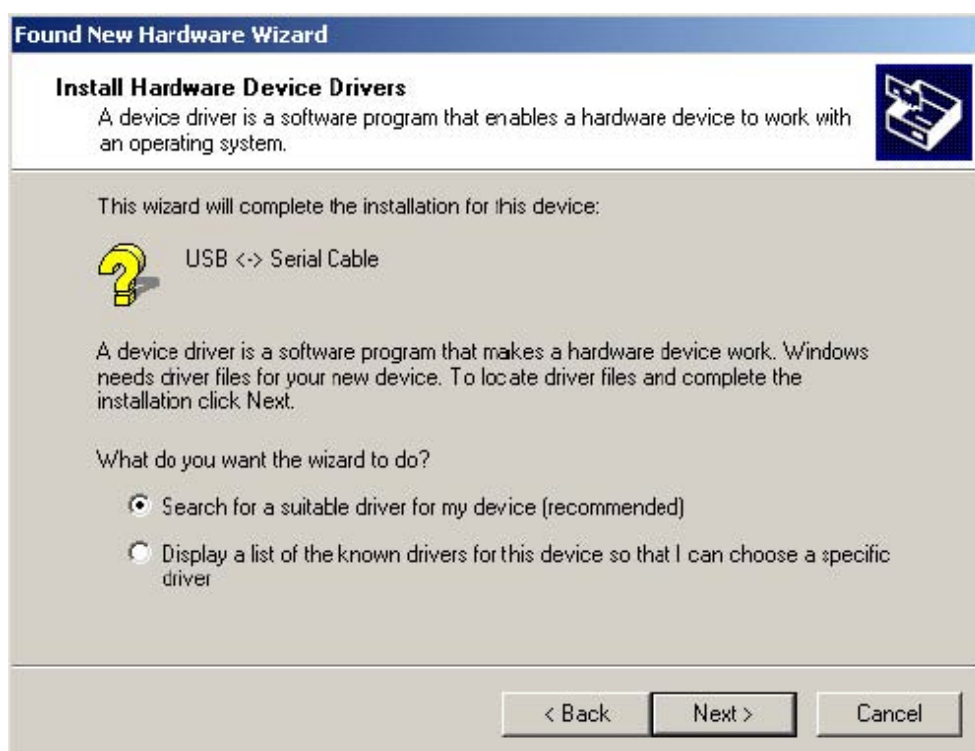 Found New Hardware Wizard
Install Hardware Device Drivers
A device driver is a software program that enables a hardware device to work with
an operating system.
This wizard will complete the installation for this device:
USB <-> Serial Cable
A device driver is a software program that makes a hardware device work. Windows
needs driver files for your new device. To locate driver files and complete the
installation click Next.
What do you want the wizard to do?
Search for a suitable driver for my device (recommended)
Display a list of the known drivers for this device so that I can choose a specific
driver
< Back Next > Cancel